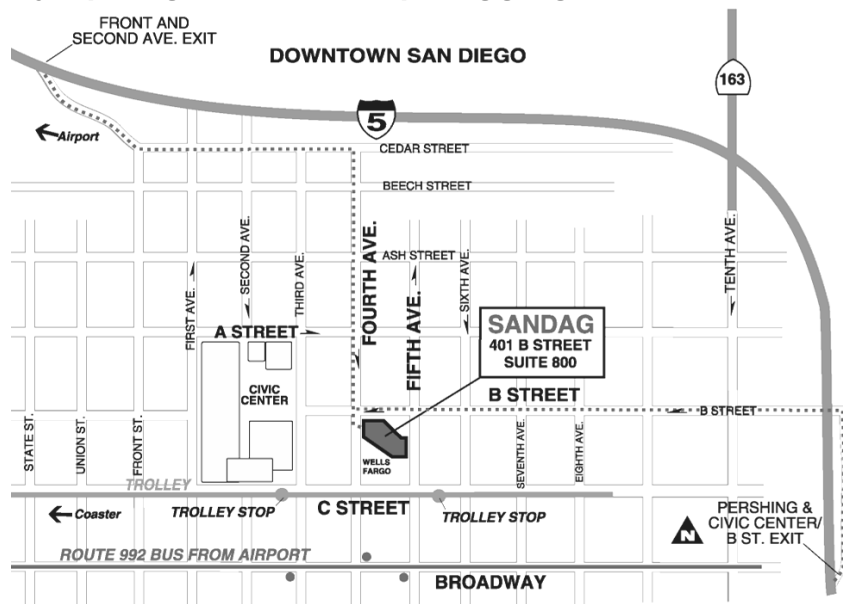 FRONT AND
SECOND AVE. EXIT
DOWNTOWN SAN DIEGO
163
5
Airport
CEDAR STREET
BEECH STREET
ASH STREET
FIRST AVE.
SECOND AVE.
THIRD AVE.
FOURTH AVE.
FIFTH AVE.
SIXTH AVE.
TENTH AVE.
A STREET
SANDAG
401 B STREET
SUITE 800
CIVIC
CENTER
B STREET
B STREET
STATE ST.
UNION ST.
FRONT ST.
WELLS
FARGO
SEVENTH AVE.
EIGHTH AVE.
TROLLEY
Coaster
TROLLEY STOP
C STREET
TROLLEY STOP
N
PERSHING &
CIVIC CENTER/
B ST. EXIT
ROUTE 992 BUS FROM AIRPORT
BROADWAY